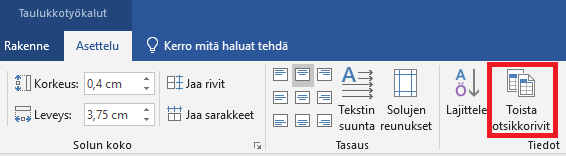 Taulukkotyökalut
Rakenne Asettelu Kerro mitä haluat tehdä
Korkeus: 0,4 cm Jaa rivit
Leveys: 3,75 cm Jaa sarakkeet
Solun koko
A
Tekstin suunta
Solujen reunukset
Tasaus
A
Ö
Lajittele
Toista otsikkorivit
Tiedot